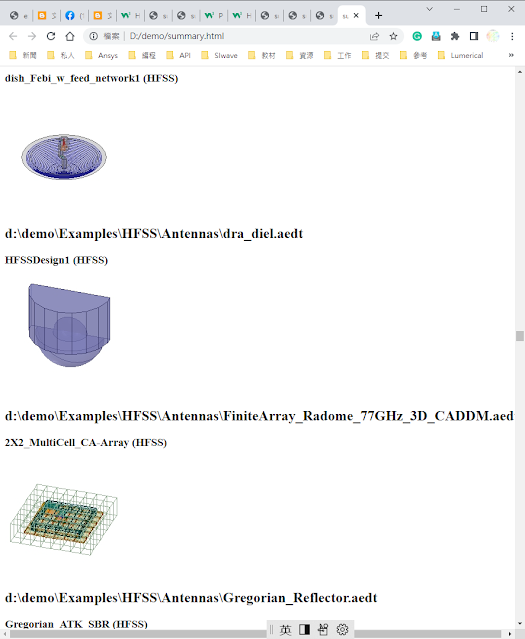 檔案 | D:/demo/summary.html
新聞 私人 Ansys 編程 API SIwave 教材 資源 工作 提交 參考 Lumerical
dish_Febi_w_feed_network1 (HFSS)
d:\demo\Examples\HFSS\Antennas\dra_diel.aedt
HFSSDesign1 (HFSS)
d:\demo\Examples\HFSS\Antennas\FiniteArray_Radome_77GHz_3D_CADDM.aed
2X2_MultiCell_CA-Array (HFSS)
d:\demo\Examples\HFSS\Antennas\Gregorian_Reflector.aedt
Gregorian_ATK_SBR (HFSS)
英